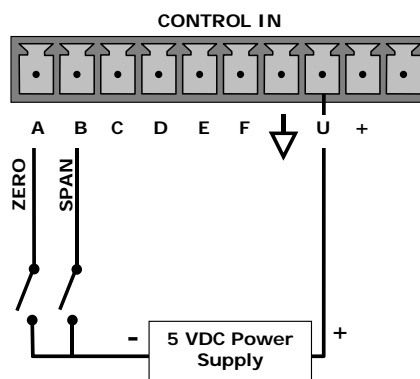 CONTROL IN
A B C D E F U +
ZERO
SPAN
- +
5 VDC Power
Supply